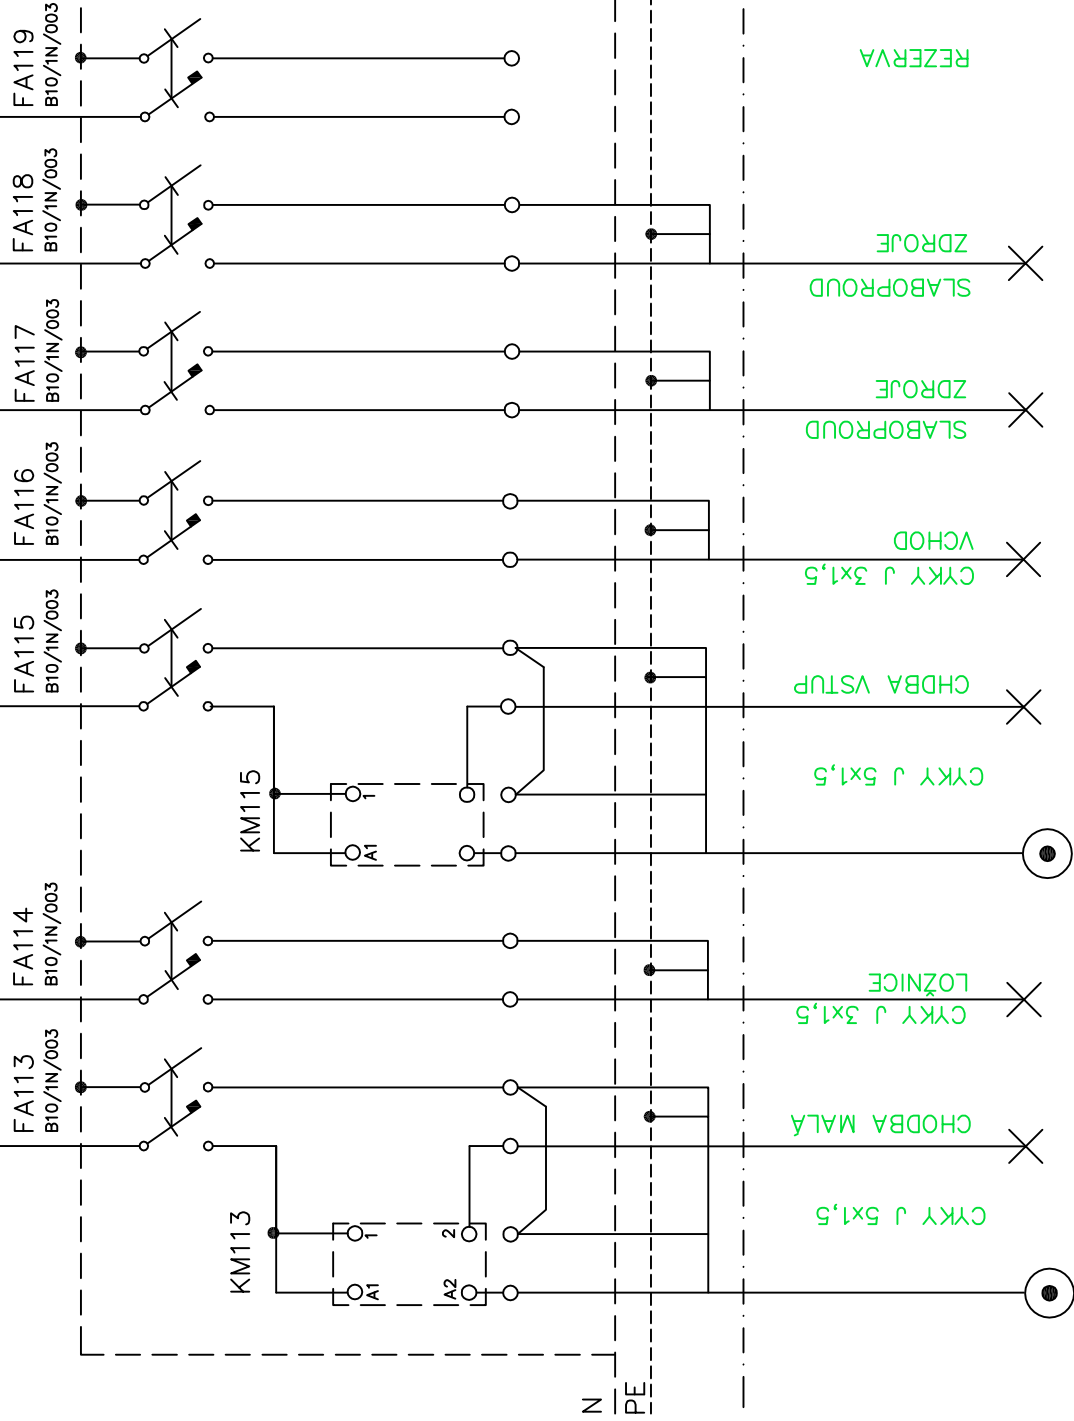 FA113
B10/1N/003
FA114
B10/1N/003
FA115
B10/1N/003
FA116
B10/1N/003
FA117
B10/1N/003
FA118
B10/1N/003
FA119
B10/1N/003
KM113
A1
1
A2
2
KM115
A1
1
N
PE
CYKY J 5x1,5
CHODBA MALÁ
CYKY J 3x1,5
LOŽNICE
CYKY J 5x1,5
CHDBA VSTUP
CYKY J 3x1,5
VCHOD
SLABOPROUD
ZDROJE
SLABOPROUD
ZDROJE
REZERVA